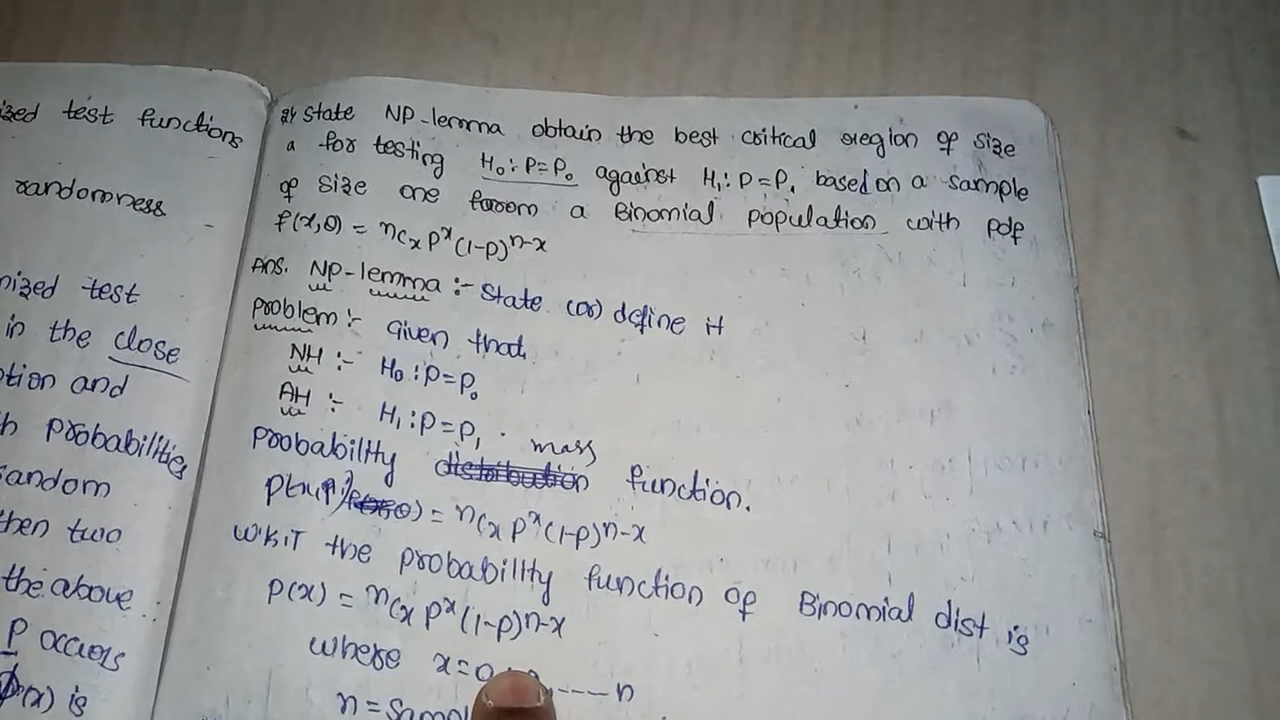 ized test functions
randomness
nized test
in the close
ption and
h probabilities
random
then two
the above
P occurs
(x) is
State NP-lemma obtain the best critical region of size
a for testing H₀: P=P₀ against H₁: P=P₁ based on a sample
of size one from a Binomial population with pdf
f(x,θ) = ⁿCₓ pˣ (1-p)ⁿ⁻ˣ
Ans. NP-lemma :- State (or) define it
problem :- given that
NH :- H₀ : P=P₀
AH :- H₁ : P=P₁ .
probability mass function.
= ⁿCₓ pˣ (1-p)ⁿ⁻ˣ
W.K.T the probability function of Binomial dist is
P(x) = ⁿCₓ pˣ (1-p)ⁿ⁻ˣ
where x=0 ---- n
n=